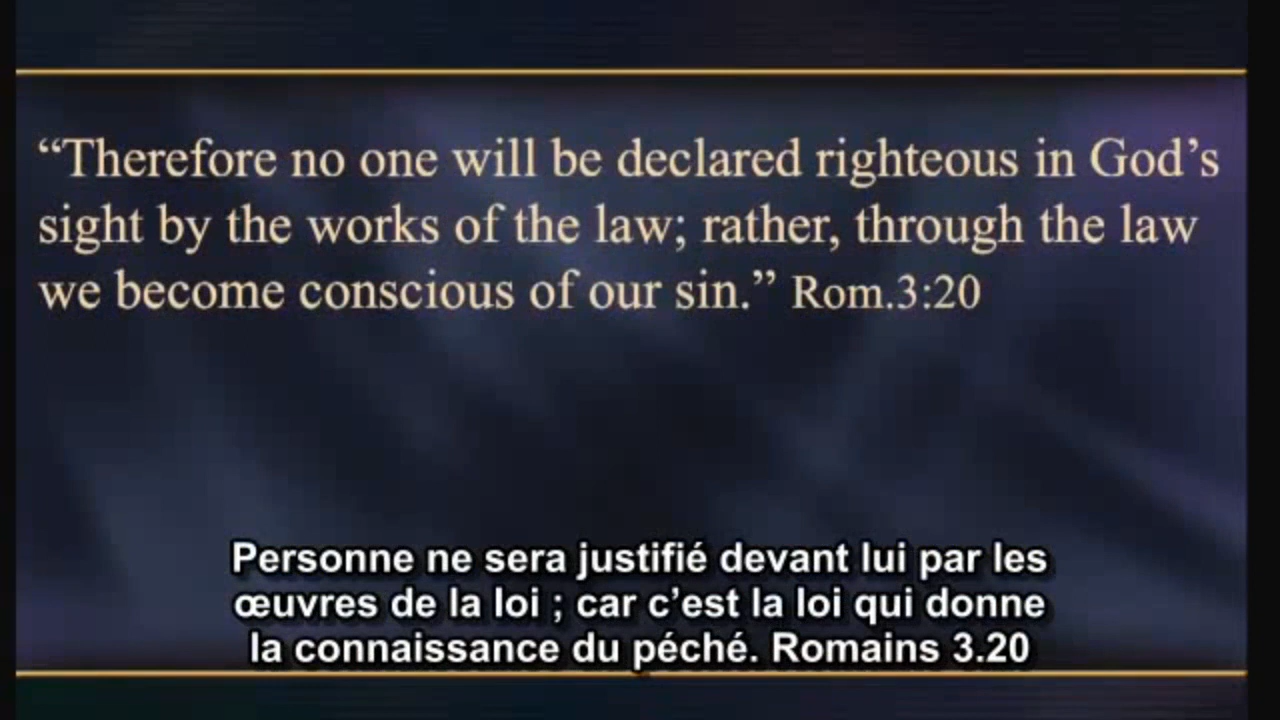 “Therefore no one will be declared righteous in God’s
sight by the works of the law; rather, through the law
we become conscious of our sin.” Rom.3:20
Personne ne sera justifié devant lui par les
œuvres de la loi ; car c’est la loi qui donne
la connaissance du péché. Romains 3.20